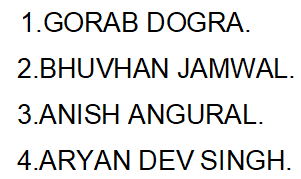 1.GORAB DOGRA.
2.BHUVHAN JAMWAL.
3.ANISH ANGURAL.
4.ARYAN DEV SINGH.